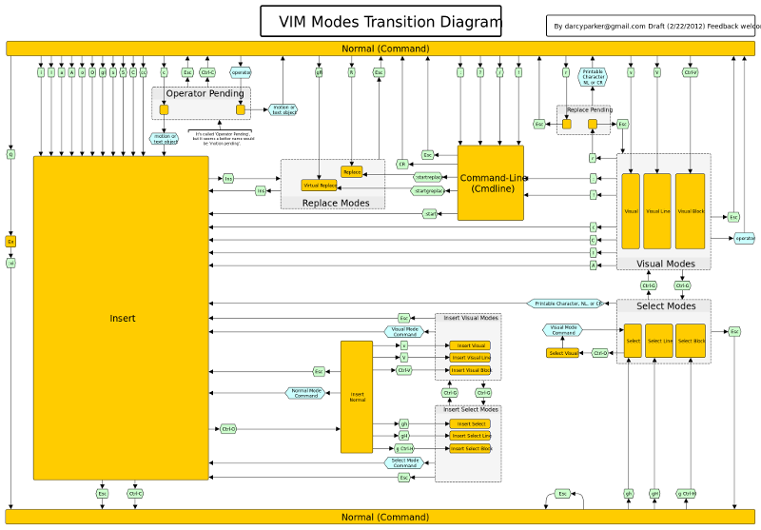 VIM Modes Transition Diagram
By darcyparker@gmail.com Draft (2/22/2012) Feedback welco
Normal (Command)
c
Esc
Ctrl-C
operator
gR
R
Esc
:
/
?
!
r
Printable
Character,
NL, or CR
v
V
Ctrl-V
Operator Pending
motion or
text object
motion or
text object
It's called 'Operator Pending',
but it seems a better name would
be 'motion pending'.
Replace Pending
Esc
Esc
Q
Ex
:vi
Insert
Ins
Ins
Virtual Replace
Replace
Replace Modes
Esc
CR
:startreplace
:startgreplace
:start
Command-Line
(Cmdline)
Visual
Visual Line
Visual Block
Visual Modes
Esc
operator
Ctrl-G
Ctrl-G
Printable Character, NL, or CR
Select Modes
Select
Select Line
Select Block
Esc
Visual Mode
Command
Select Visual
Ctrl-O
Esc
Visual Mode
Command
Insert Visual Modes
Insert Visual
Insert Visual Line
Insert Visual Block
v
V
Ctrl-V
Esc
Normal Mode
Command
Insert
Normal
Ctrl-O
Ctrl-G
Ctrl-G
Insert Select Modes
gh
gH
g Ctrl-H
Insert Select
Insert Select Line
Insert Select Block
Select Mode
Command
Esc
Esc
Ctrl-C
Esc
gh
gH
g Ctrl-H
Normal (Command)